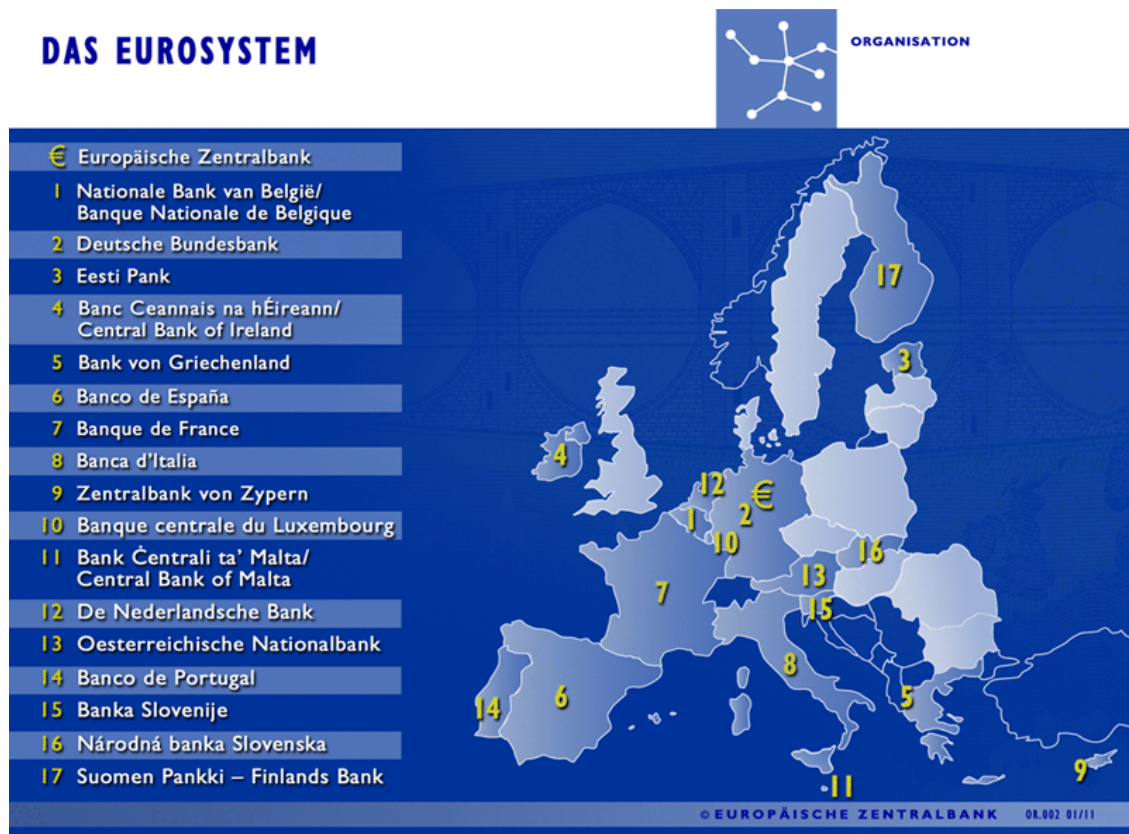 DAS EUROSYSTEM
ORGANISATION
€ Europäische Zentralbank
1 Nationale Bank van België/
Banque Nationale de Belgique
2 Deutsche Bundesbank
3 Eesti Pank
4 Banc Ceannais na hÉireann/
Central Bank of Ireland
5 Bank von Griechenland
6 Banco de España
7 Banque de France
8 Banca d'Italia
9 Zentralbank von Zypern
10 Banque centrale du Luxembourg
11 Bank Ċentrali ta' Malta/
Central Bank of Malta
12 De Nederlandsche Bank
13 Oesterreichische Nationalbank
14 Banco de Portugal
15 Banka Slovenije
16 Národná banka Slovenska
17 Suomen Pankki – Finlands Bank
17
3
4
12
€
1
2
10
16
13
7
15
8
6
14
5
9
11
© EUROPÄISCHE ZENTRALBANK OR.002 01/11